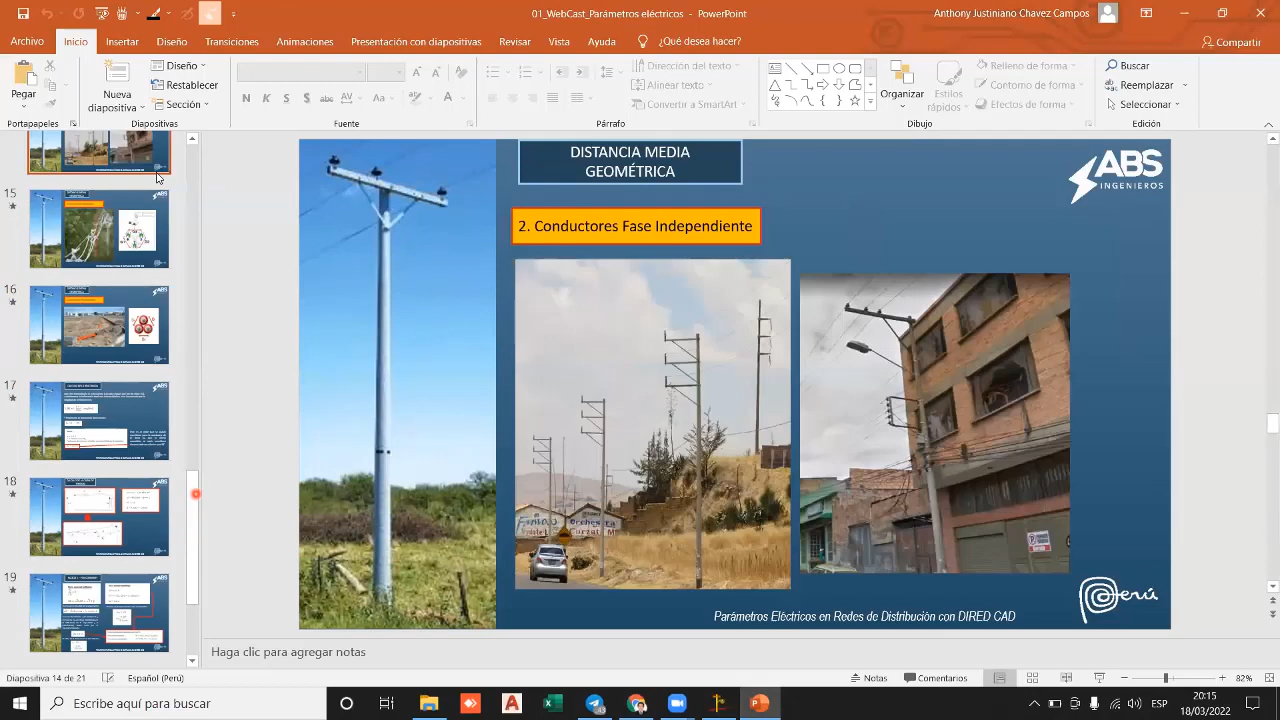 01_WebCast_Parámetros eléctricos - PowerPoint
Anthony Justiniano Chavez Campos
Archivo
Inicio
Insertar
Diseño
Transiciones
Animaciones
Presentación con diapositivas
Revisar
Vista
Ayuda
¿Qué desea hacer?
Compartir
Pegar
Nueva
diapositiva
Diseño
Restablecer
Sección
N
K
S
S
abc
AV
Aa
A
Dirección del texto
Alinear texto
Convertir a SmartArt
Organizar
Estilos
rápidos
Relleno de forma
Contorno de forma
Efectos de forma
Buscar
Reemplazar
Seleccionar
Portapapeles
Diapositivas
Fuente
Párrafo
Dibujo
Edición
15
16
17
19
DISTANCIA MEDIA
GEOMÉTRICA
ABS
INGENIEROS
2. Conductores Fase Independiente
Perú
Parámetros Eléctricos en Redes de Distribución con DIRED CAD
Haga clic para agregar notas
Diapositiva 14 de 21
Español (Perú)
Notas
Comentarios
82%
Escribe aquí para buscar
ESP
20:15
18/03/2022